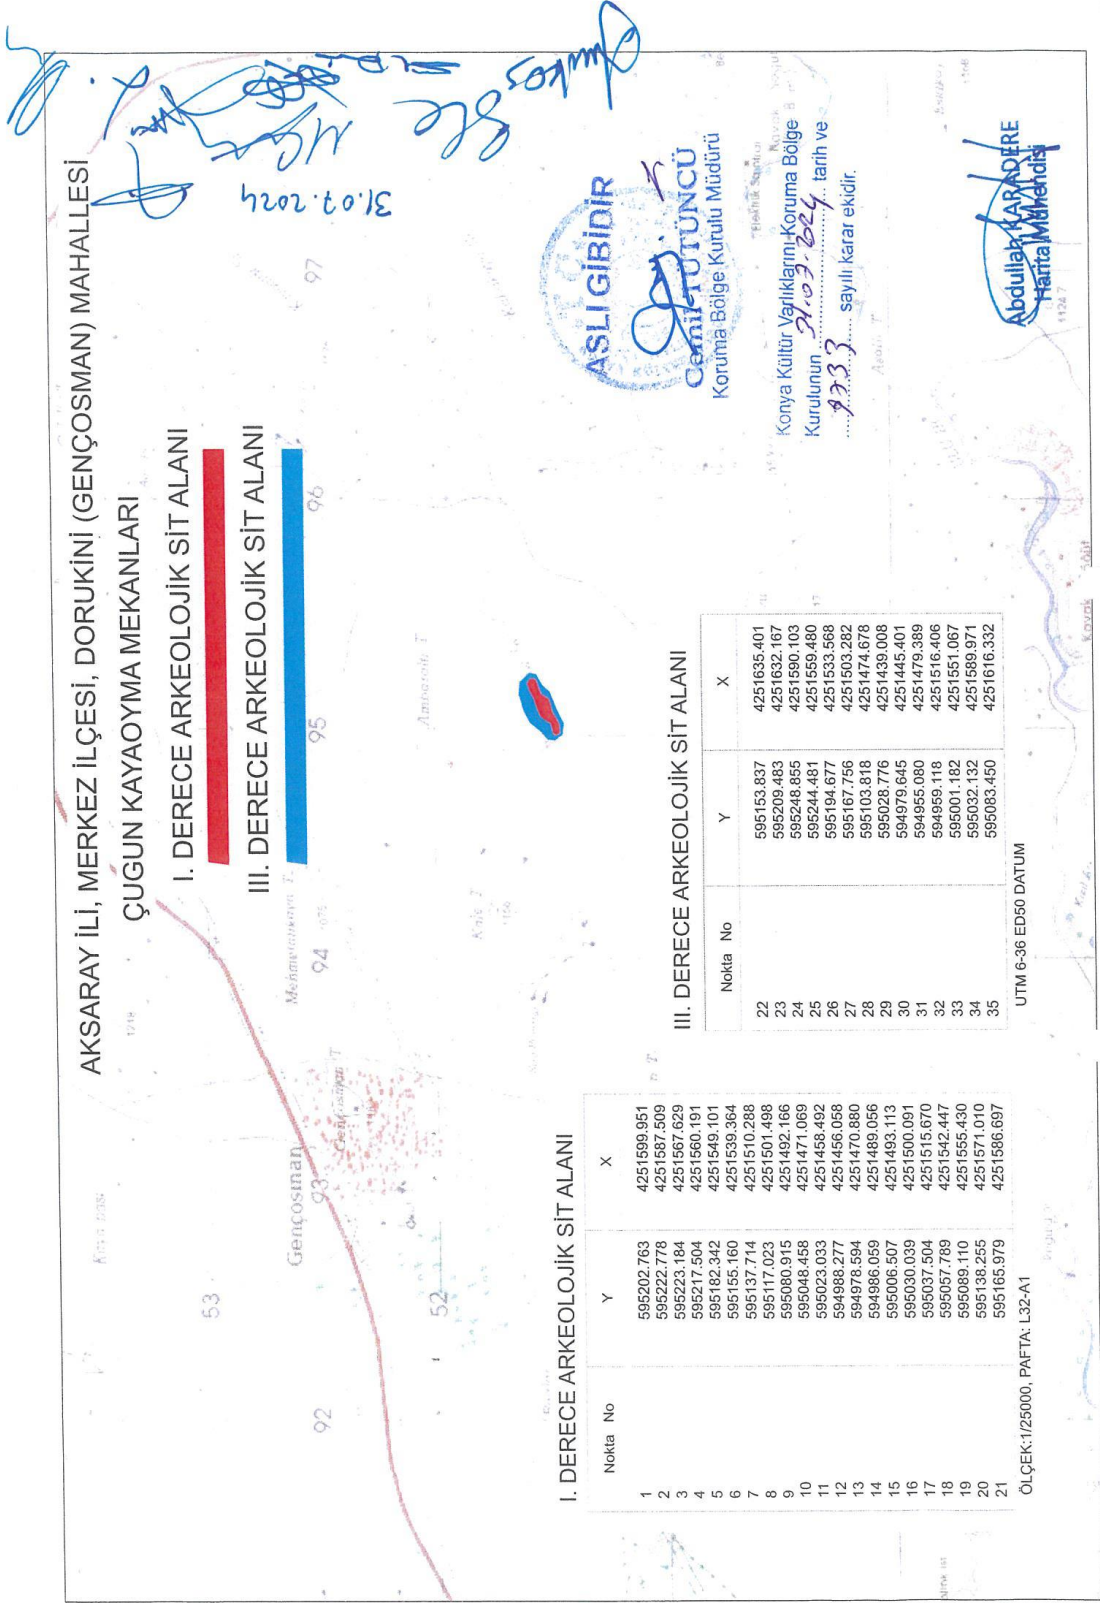 AKSARAY İLİ, MERKEZ İLÇESİ, DORUKİNİ (GENÇOSMAN) MAHALLESİ
ÇUGUN KAYAOYMA MEKANLARI
I. DERECE ARKEOLOJİK SİT ALANI
III. DERECE ARKEOLOJİK SİT ALANI
31.07.2024
53
52
92
93
94
95
96
97
Gençosman
ASLI GİBİDİR
Cemil TÜTÜNCÜ
Koruma Bölge Kurulu Müdürü
Konya Kültür Varlıklarını Koruma Bölge
Kurulunun 31.07.2024 tarih ve
9233 sayılı karar ekidir.
Abdullah KARADERE
Harita Mühendisi
I. DERECE ARKEOLOJİK SİT ALANI
Nokta No Y X
1 595202.763 4251599.951
2 595222.778 4251587.509
3 595223.184 4251567.629
4 595217.504 4251560.191
5 595182.342 4251549.101
6 595155.160 4251539.364
7 595137.714 4251510.288
8 595117.023 4251501.498
9 595080.915 4251492.166
10 595048.458 4251471.069
11 595023.033 4251458.492
12 594988.277 4251456.058
13 594978.594 4251470.880
14 594986.059 4251489.056
15 595006.507 4251493.113
16 595030.039 4251500.091
17 595037.504 4251515.670
18 595057.789 4251542.447
19 595089.110 4251555.430
20 595138.255 4251571.010
21 595165.979 4251586.697
ÖLÇEK:1/25000, PAFTA: L32-A1
III. DERECE ARKEOLOJİK SİT ALANI
Nokta No Y X
22 595153.837 4251635.401
23 595209.483 4251632.167
24 595248.855 4251590.103
25 595244.481 4251559.480
26 595194.677 4251533.568
27 595167.756 4251503.282
28 595103.818 4251474.678
29 595028.776 4251439.008
30 594979.645 4251445.401
31 594955.080 4251479.389
32 594959.118 4251516.406
33 595001.182 4251551.067
34 595032.132 4251589.971
35 595083.450 4251616.332
UTM 6-36 ED50 DATUM